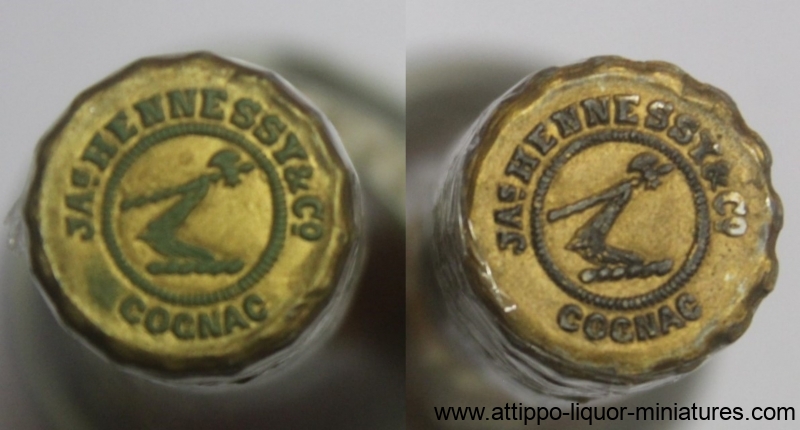 JAS HENNESSY & CO
COGNAC
JAS HENNESSY & CO
COGNAC
www.attippo-liquor-miniatures.com